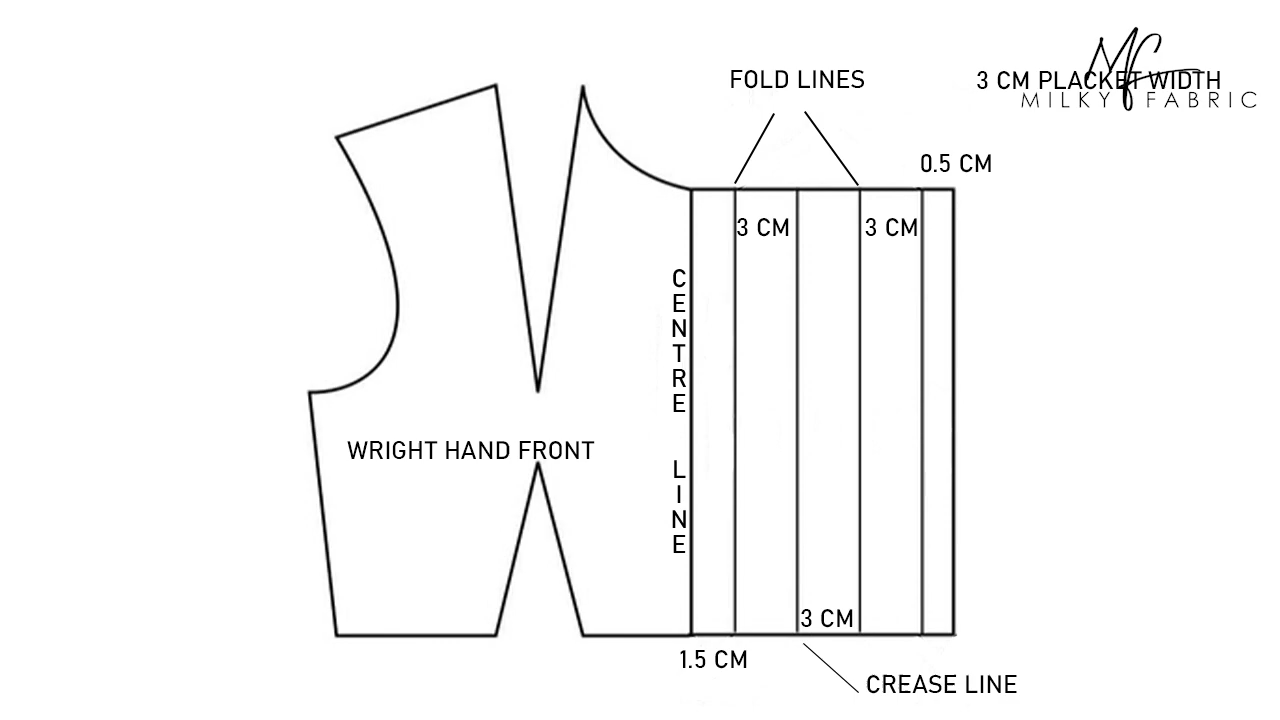 FOLD LINES
3 CM PLACKET WIDTH
MF
MILKY FABRIC
0.5 CM
3 CM
3 CM
CENTRE LINE
WRIGHT HAND FRONT
3 CM
1.5 CM
CREASE LINE